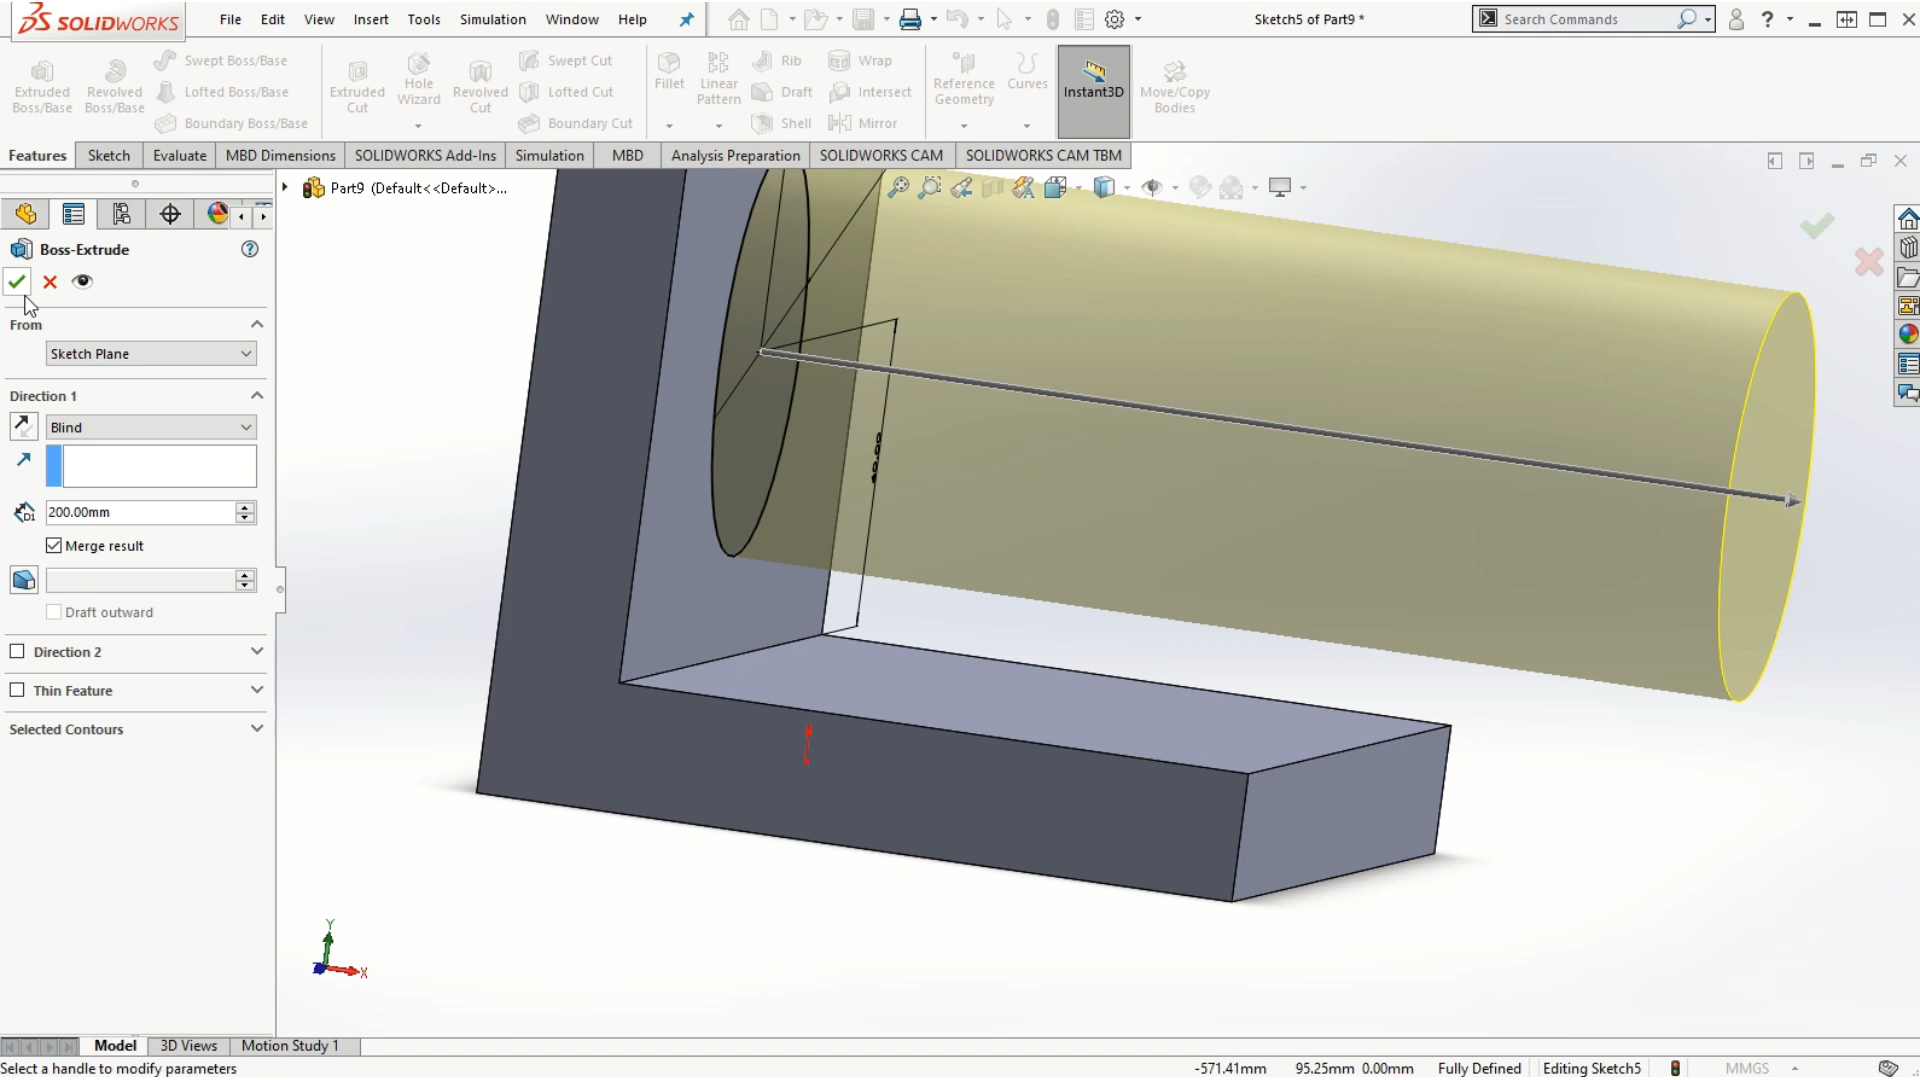 SOLIDWORKS File Edit View Insert Tools Simulation Window Help Sketch5 of Part9 * Search Commands ?
Extruded Boss/Base
Revolved Boss/Base
Swept Boss/Base
Lofted Boss/Base
Boundary Boss/Base
Extruded Cut
Hole Wizard
Revolved Cut
Swept Cut
Lofted Cut
Boundary Cut
Fillet
Linear Pattern
Rib
Draft
Shell
Wrap
Intersect
Mirror
Reference Geometry
Curves
Instant3D
Move/Copy Bodies
Features Sketch Evaluate MBD Dimensions SOLIDWORKS Add-Ins Simulation MBD Analysis Preparation SOLIDWORKS CAM SOLIDWORKS CAM TBM
Part9 (Default<<Default>...
Boss-Extrude
From
Sketch Plane
Direction 1
Blind
D1
200.00mm
Merge result
Draft outward
Direction 2
Thin Feature
Selected Contours
Y
X
Model 3D Views Motion Study 1
Select a handle to modify parameters -571.41mm 95.25mm 0.00mm Fully Defined Editing Sketch5 MMGS